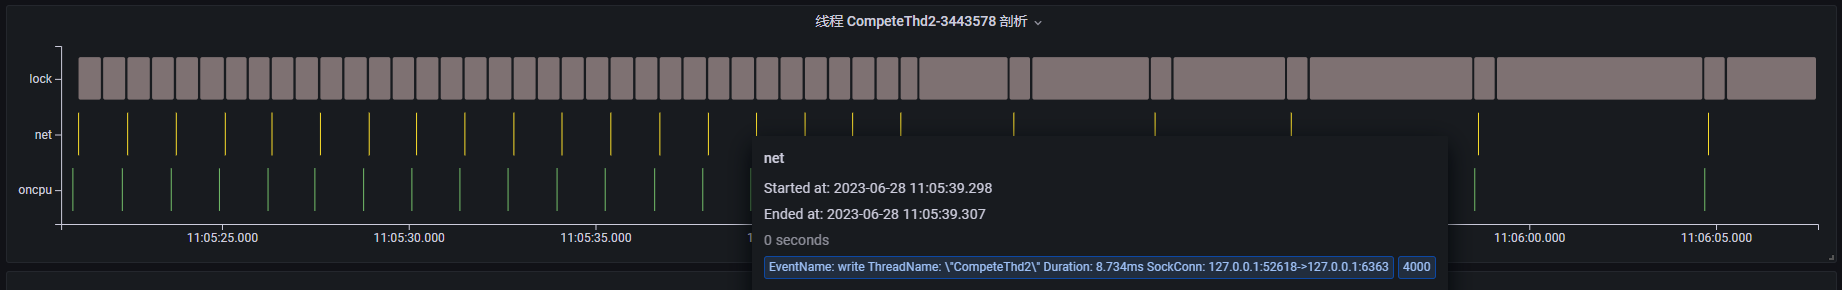 线程 CompeteThd2-3443578 剖析
lock
net
oncpu
net
Started at: 2023-06-28 11:05:39.298
Ended at: 2023-06-28 11:05:39.307
0 seconds
EventName: write ThreadName: \"CompeteThd2\" Duration: 8.734ms SockConn: 127.0.0.1:52618->127.0.0.1:6363 4000
11:05:25.000 11:05:30.000 11:05:35.000 11:06:00.000 11:06:05.000